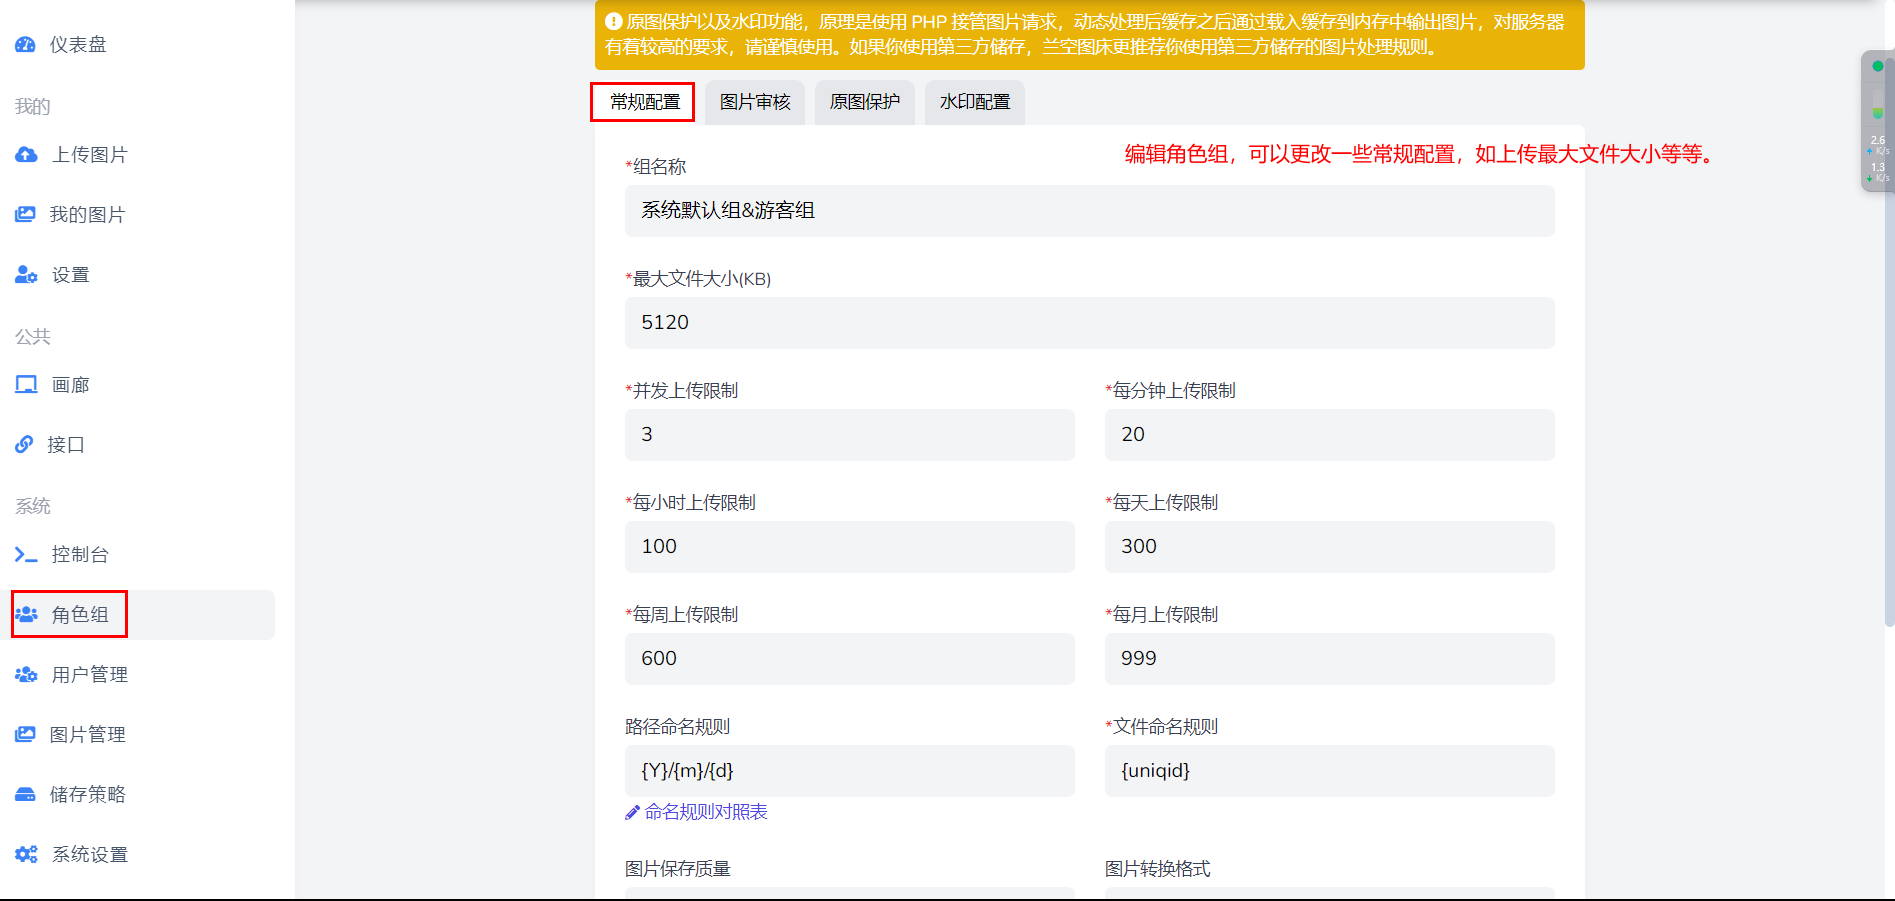 仪表盘
我的
上传图片
我的图片
设置
公共
画廊
接口
系统
控制台
角色组
用户管理
图片管理
储存策略
系统设置
原图保护以及水印功能，原理是使用 PHP 接管图片请求，动态处理后缓存之后通过载入缓存到内存中输出图片，对服务器
有着较高的要求，请谨慎使用。如果你使用第三方储存，兰空图床更推荐你使用第三方储存的图片处理规则。
常规配置 图片审核 原图保护 水印配置
编辑角色组，可以更改一些常规配置，如上传最大文件大小等等。
*组名称
系统默认组&游客组
*最大文件大小(KB)
5120
*并发上传限制 *每分钟上传限制
3 20
*每小时上传限制 *每天上传限制
100 300
*每周上传限制 *每月上传限制
600 999
路径命名规则 *文件命名规则
{Y}/{m}/{d} {uniqid}
命名规则对照表
图片保存质量 图片转换格式
2.6
K/s
1.3
K/s